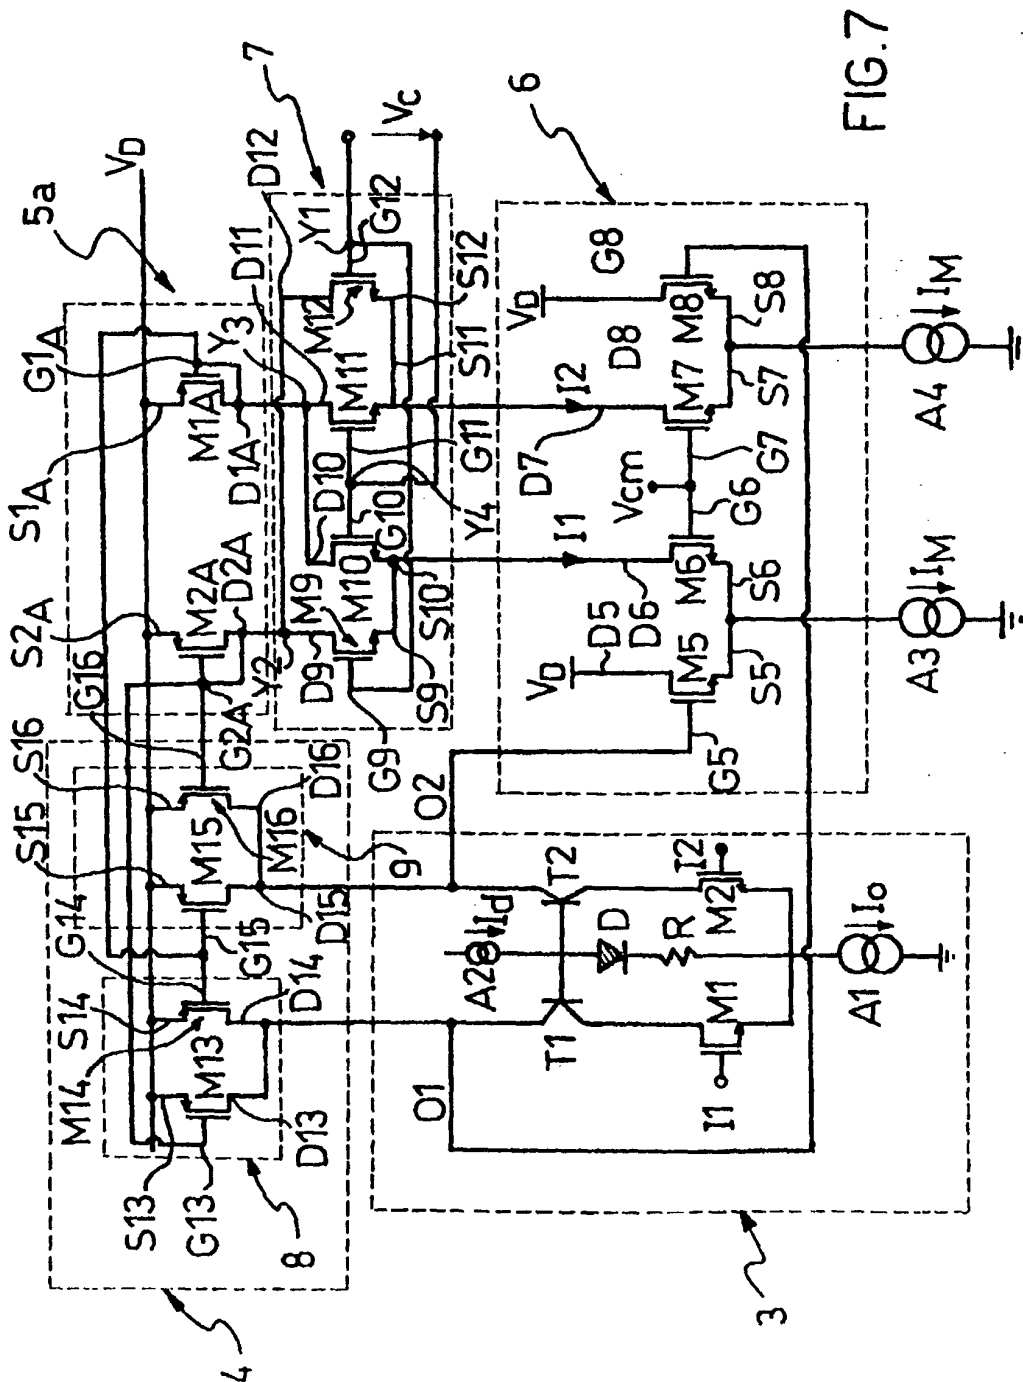 FIG.7
5a
VD
S1A
G1A
S2A
G16
S16
S15
G14
S14
M14
S13
G13
8
4
M13
D13
D14
G15
M15
M16
D15
D16
9
G2A
M2A
D2A
M1A
D1A
Y3
D11
D12
7
Y2
D9
M9
G9
S9
M10
S10
G10
D10
Y4
G11
M11
S11
M12
S12
Y1
G12
VC
I1
I2
6
VD
D5
D6
M5
G5
S5
M6
S6
G6
Vcm
G7
D7
M7
S7
D8
VD
M8
S8
G8
A3
IM
A4
IM
O1
O2
T1
T2
A2
Id
D
R
M1
I1
M2
I2
A1
Io
3